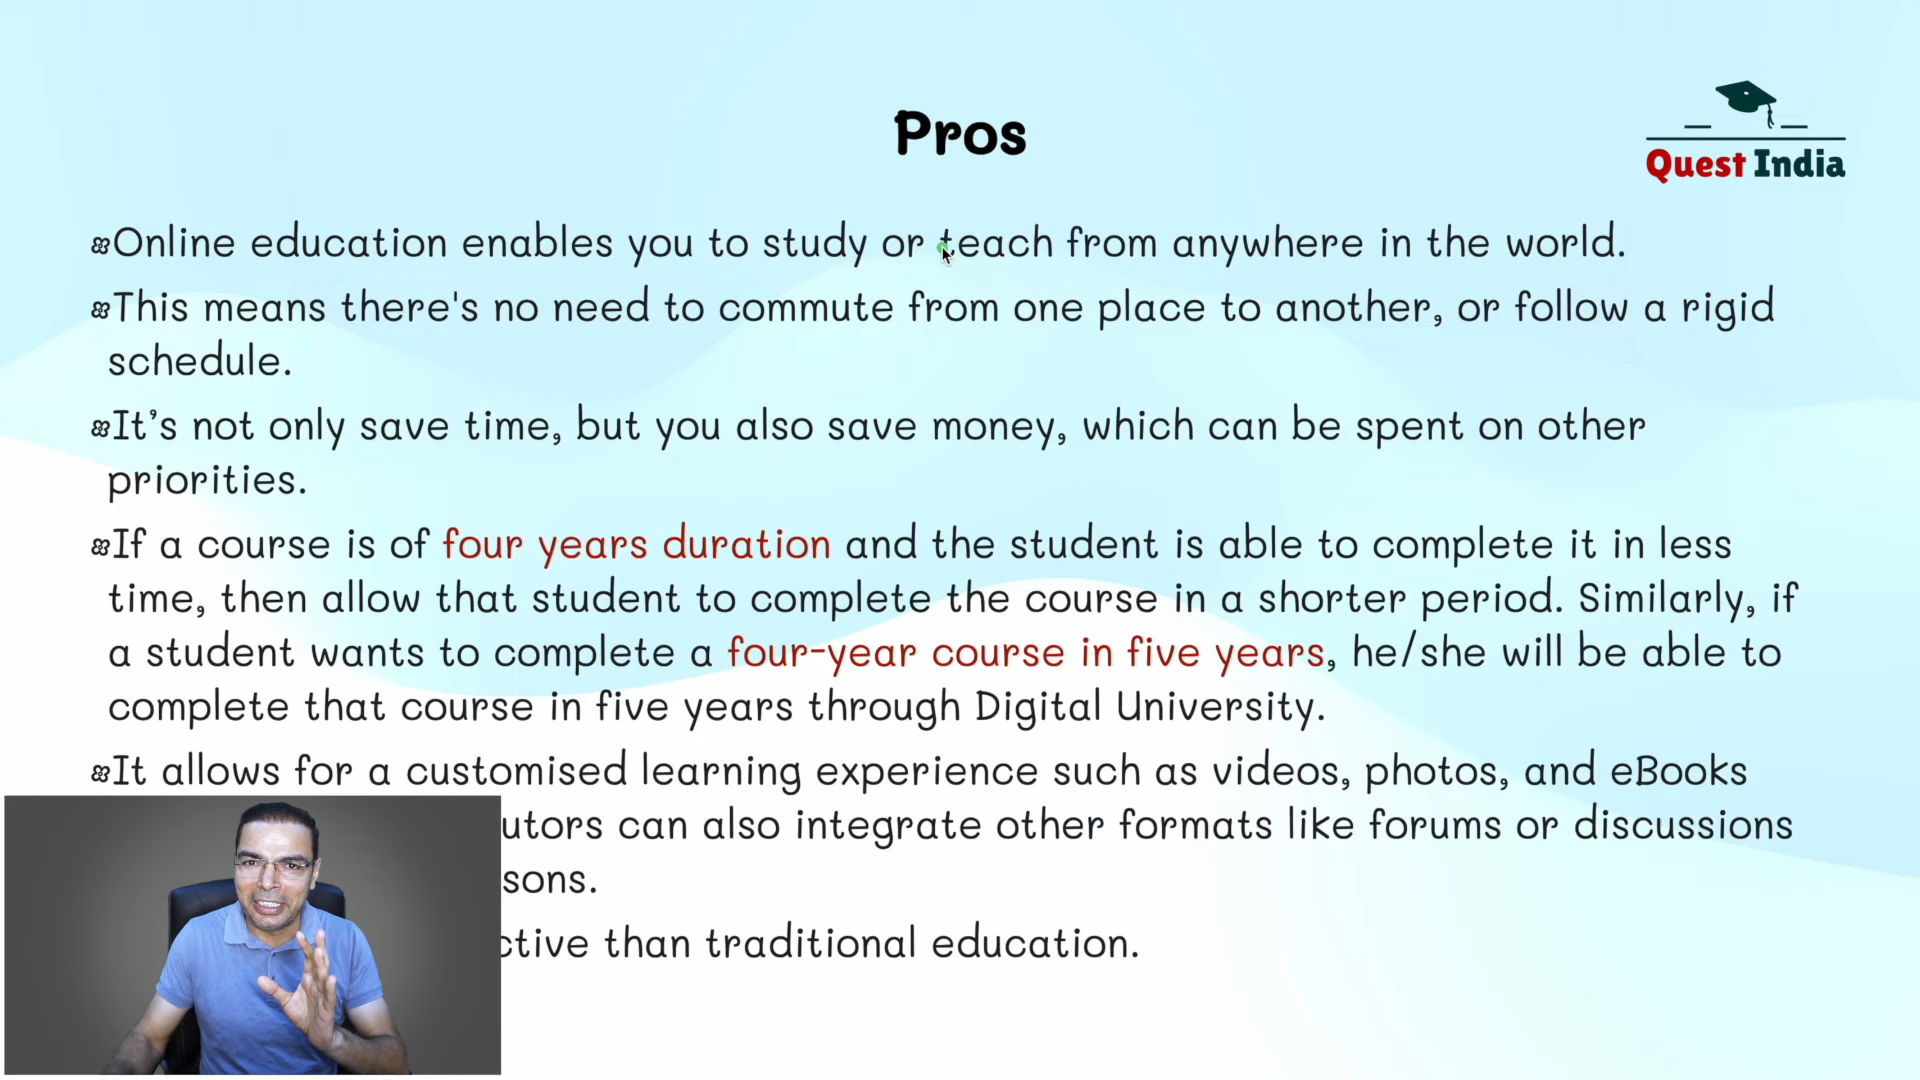 Pros
Quest India
Online education enables you to study or teach from anywhere in the world.
This means there's no need to commute from one place to another, or follow a rigid
schedule.
It’s not only save time, but you also save money, which can be spent on other
priorities.
If a course is of four years duration and the student is able to complete it in less
time, then allow that student to complete the course in a shorter period. Similarly, if
a student wants to complete a four-year course in five years, he/she will be able to
complete that course in five years through Digital University.
It allows for a customised learning experience such as videos, photos, and eBooks
utors can also integrate other formats like forums or discussions
sons.
ctive than traditional education.